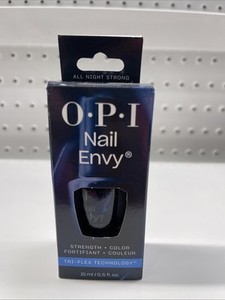 ALL NIGHT STRONG
O·P·I
Nail
Envy®
STRENGTH + COLOR
FORTIFIANT + COULEUR
TRI-FLEX TECHNOLOGY™
15 ml / 0.5 fl. oz.